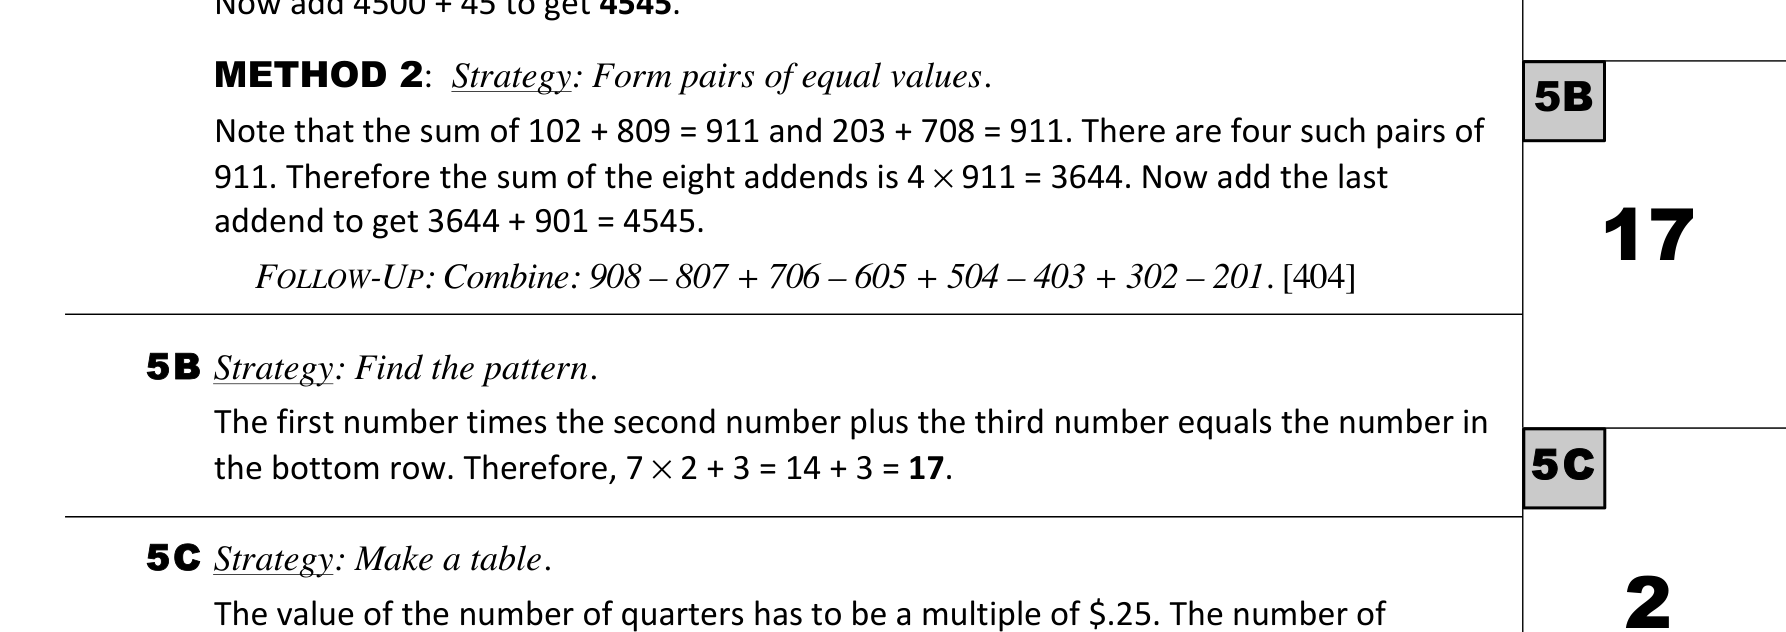 Now add 4500 + 45 to get 4545.
METHOD 2: Strategy: Form pairs of equal values.
Note that the sum of 102 + 809 = 911 and 203 + 708 = 911. There are four such pairs of
911. Therefore the sum of the eight addends is 4 × 911 = 3644. Now add the last
addend to get 3644 + 901 = 4545.
FOLLOW-UP: Combine: 908 – 807 + 706 – 605 + 504 – 403 + 302 – 201. [404]
5B Strategy: Find the pattern.
The first number times the second number plus the third number equals the number in
the bottom row. Therefore, 7 × 2 + 3 = 14 + 3 = 17.
5C Strategy: Make a table.
The value of the number of quarters has to be a multiple of $.25. The number of
5B
17
5C
2